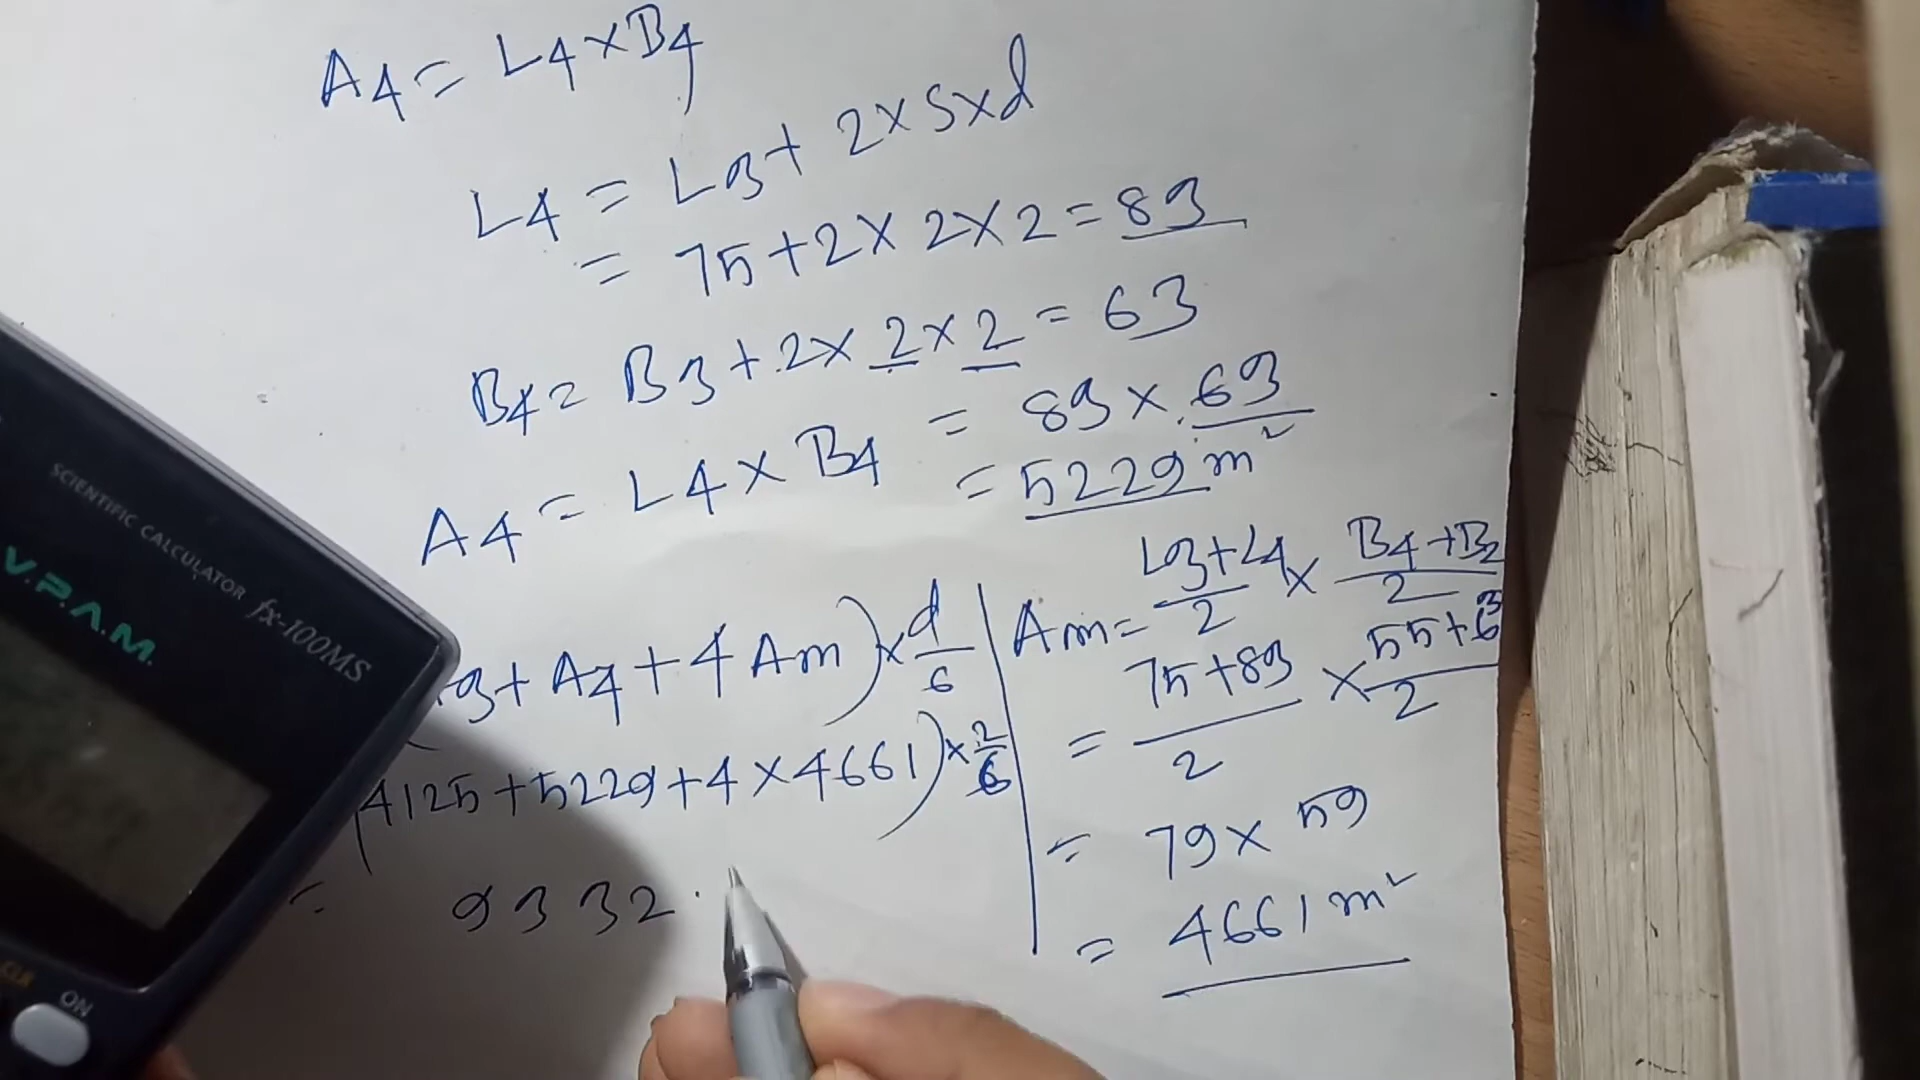 A4 = L4 × B4
L4 = L3 + 2 × S × d
= 75 + 2 × 2 × 2 = 83
B4 = B3 + 2 × 2 × 2 = 63
A4 = L4 × B4 = 83 × 63
= 5229 m²
3 + A4 + 4 Am) × d/6
(4125 + 5229 + 4 × 4661) × 2/6
= 9332.
Am = L3 + L4/2 × B4 + B2/2
= 75 + 83/2 × 55 + 63/2
= 79 × 59
= 4661 m²
SCIENTIFIC CALCULATOR fx-100MS
V.P.A.M.
CLR
ON